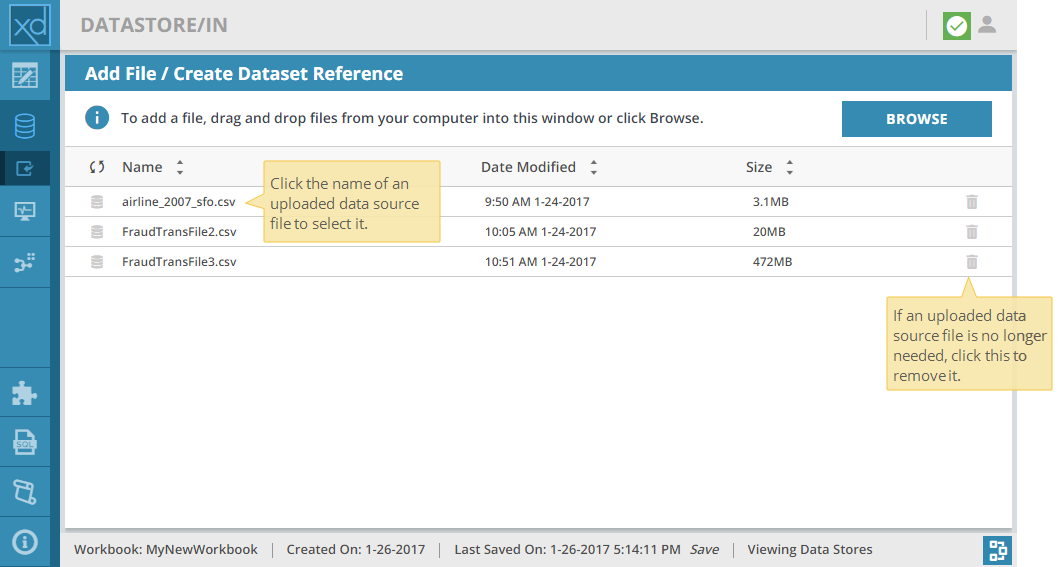 xd
DATASTORE/IN
Add File / Create Dataset Reference
i
To add a file, drag and drop files from your computer into this window or click Browse.
BROWSE
Name
Date Modified
Size
airline_2007_sfo.csv
9:50 AM 1-24-2017
3.1MB
FraudTransFile2.csv
10:05 AM 1-24-2017
20MB
FraudTransFile3.csv
10:51 AM 1-24-2017
472MB
Click the name of an
uploaded data source
file to select it.
If an uploaded data
source file is no longer
needed, click this to
remove it.
SQL
i
Workbook: MyNewWorkbook
Created On: 1-26-2017
Last Saved On: 1-26-2017 5:14:11 PM Save
Viewing Data Stores